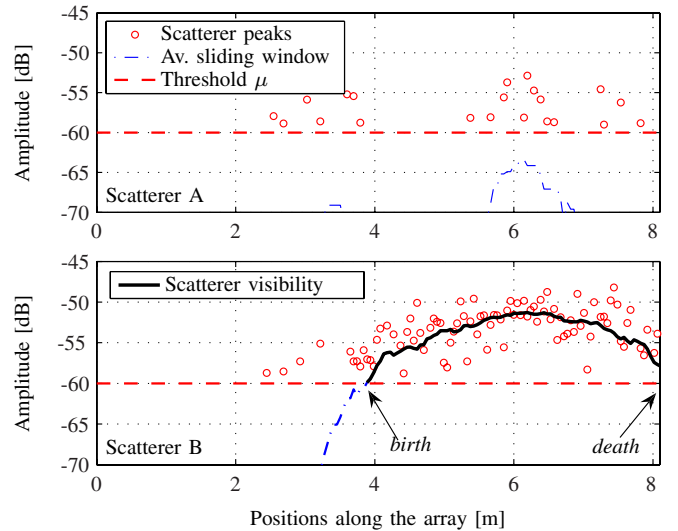 -45
-50
-55
-60
-65
-70
Amplitude [dB]
Scatterer peaks
Av. sliding window
Threshold μ
Scatterer A
0 2 4 6 8
-45
-50
-55
-60
-65
-70
Amplitude [dB]
Scatterer visibility
birth
death
Scatterer B
0 2 4 6 8
Positions along the array [m]